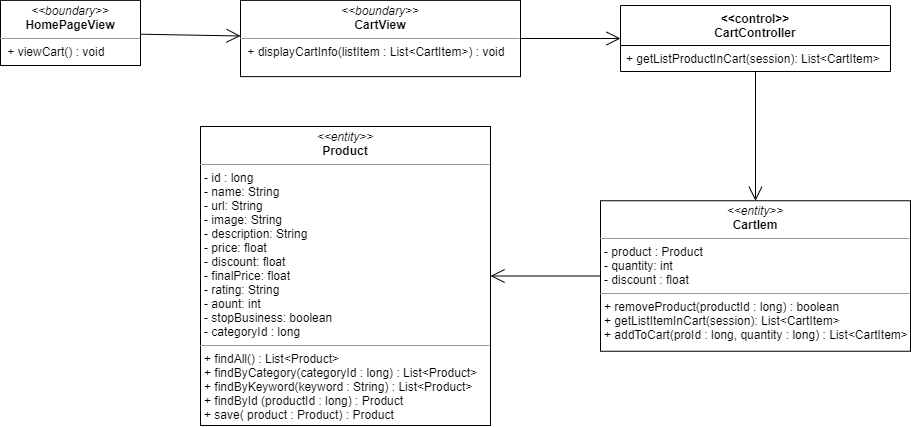 <<boundary>>
HomePageView
+ viewCart() : void
<<boundary>>
CartView
+ displayCartInfo(listItem : List<CartItem>) : void
<<control>>
CartController
+ getListProductInCart(session): List<CartItem>
<<entity>>
Product
- id : long
- name: String
- url: String
- image: String
- description: String
- price: float
- discount: float
- finalPrice: float
- rating: String
- aount: int
- stopBusiness: boolean
- categoryId : long
+ findAll() : List<Product>
+ findByCategory(categoryId : long) : List<Product>
+ findByKeyword(keyword : String) : List<Product>
+ findById (productId : long) : Product
+ save( product : Product) : Product
<<entity>>
CartIem
- product : Product
- quantity: int
- discount : float
+ removeProduct(productId : long) : boolean
+ getListItemInCart(session): List<CartItem>
+ addToCart(proId : long, quantity : long) : List<CartItem>